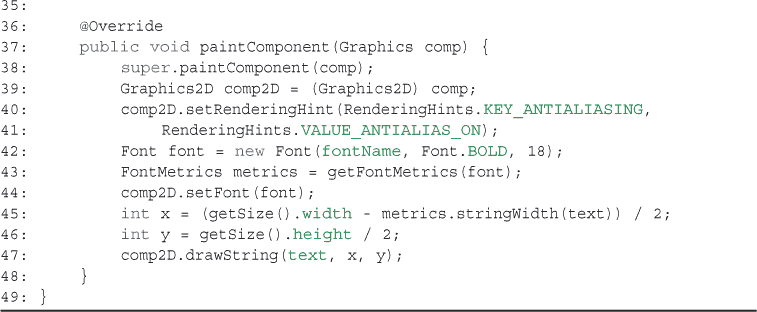 35:
36:     @Override
37:     public void paintComponent(Graphics comp) {
38:         super.paintComponent(comp);
39:         Graphics2D comp2D = (Graphics2D) comp;
40:         comp2D.setRenderingHint(RenderingHints.KEY_ANTIALIASING,
41:             RenderingHints.VALUE_ANTIALIAS_ON);
42:         Font font = new Font(fontName, Font.BOLD, 18);
43:         FontMetrics metrics = getFontMetrics(font);
44:         comp2D.setFont(font);
45:         int x = (getSize().width - metrics.stringWidth(text)) / 2;
46:         int y = getSize().height / 2;
47:         comp2D.drawString(text, x, y);
48:     }
49: }